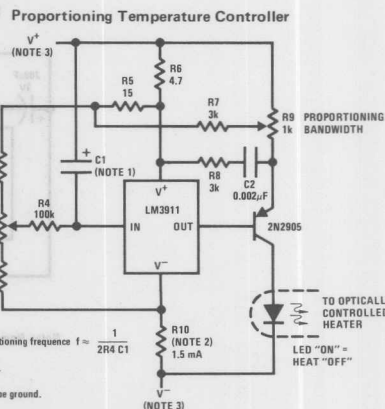 Proportioning Temperature Controller
V+
(NOTE 3)
R6
4.7
R5
15
R7
3k
R9
1k
PROPORTIONING
BANDWIDTH
+
C1
(NOTE 1)
R8
3k
C2
0.002μF
V+
R4
100k
LM3911
IN
OUT
2N2905
V−
R10
(NOTE 2)
1.5 mA
TO OPTICALLY
CONTROLLED
HEATER
LED "ON" =
HEAT "OFF"
tioning frequence f ≈ 1
2R4 C1
ground.
V−
(NOTE 3)